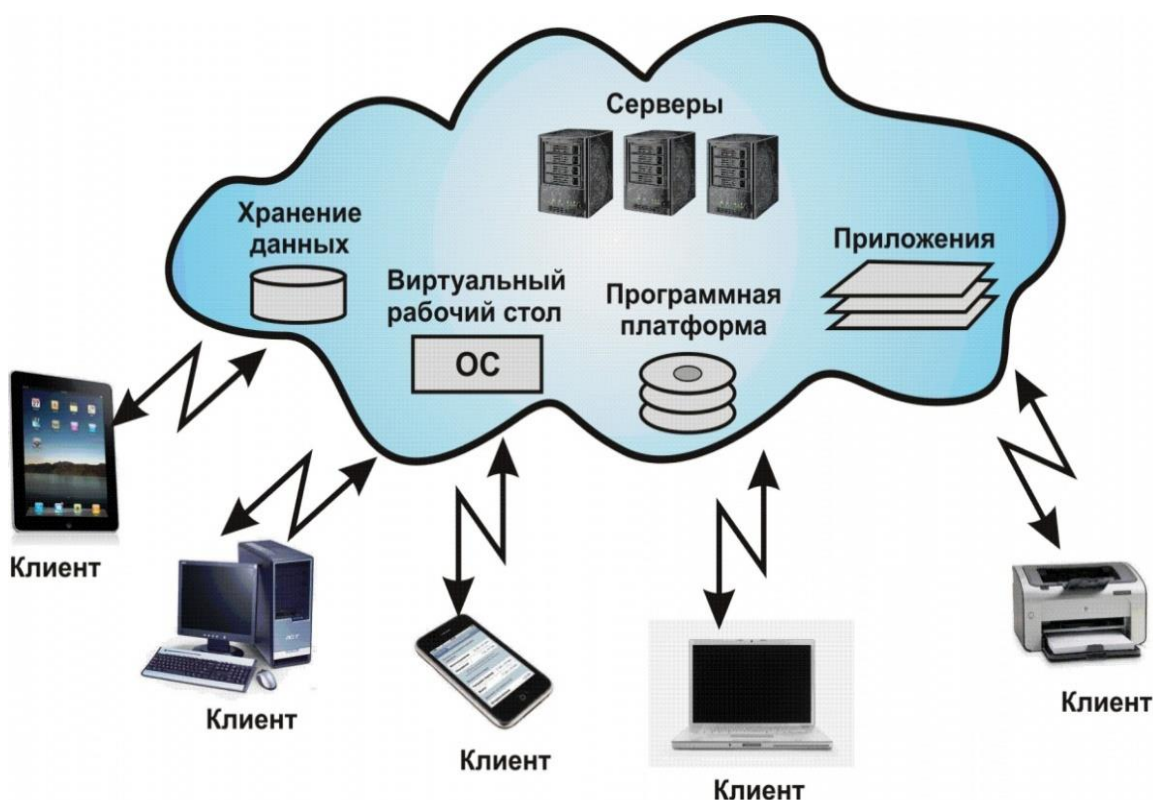 Серверы
Хранение
данных
Приложения
Виртуальный
рабочий стол
Программная
платформа
ОС
Клиент
Клиент
Клиент
Клиент
Клиент